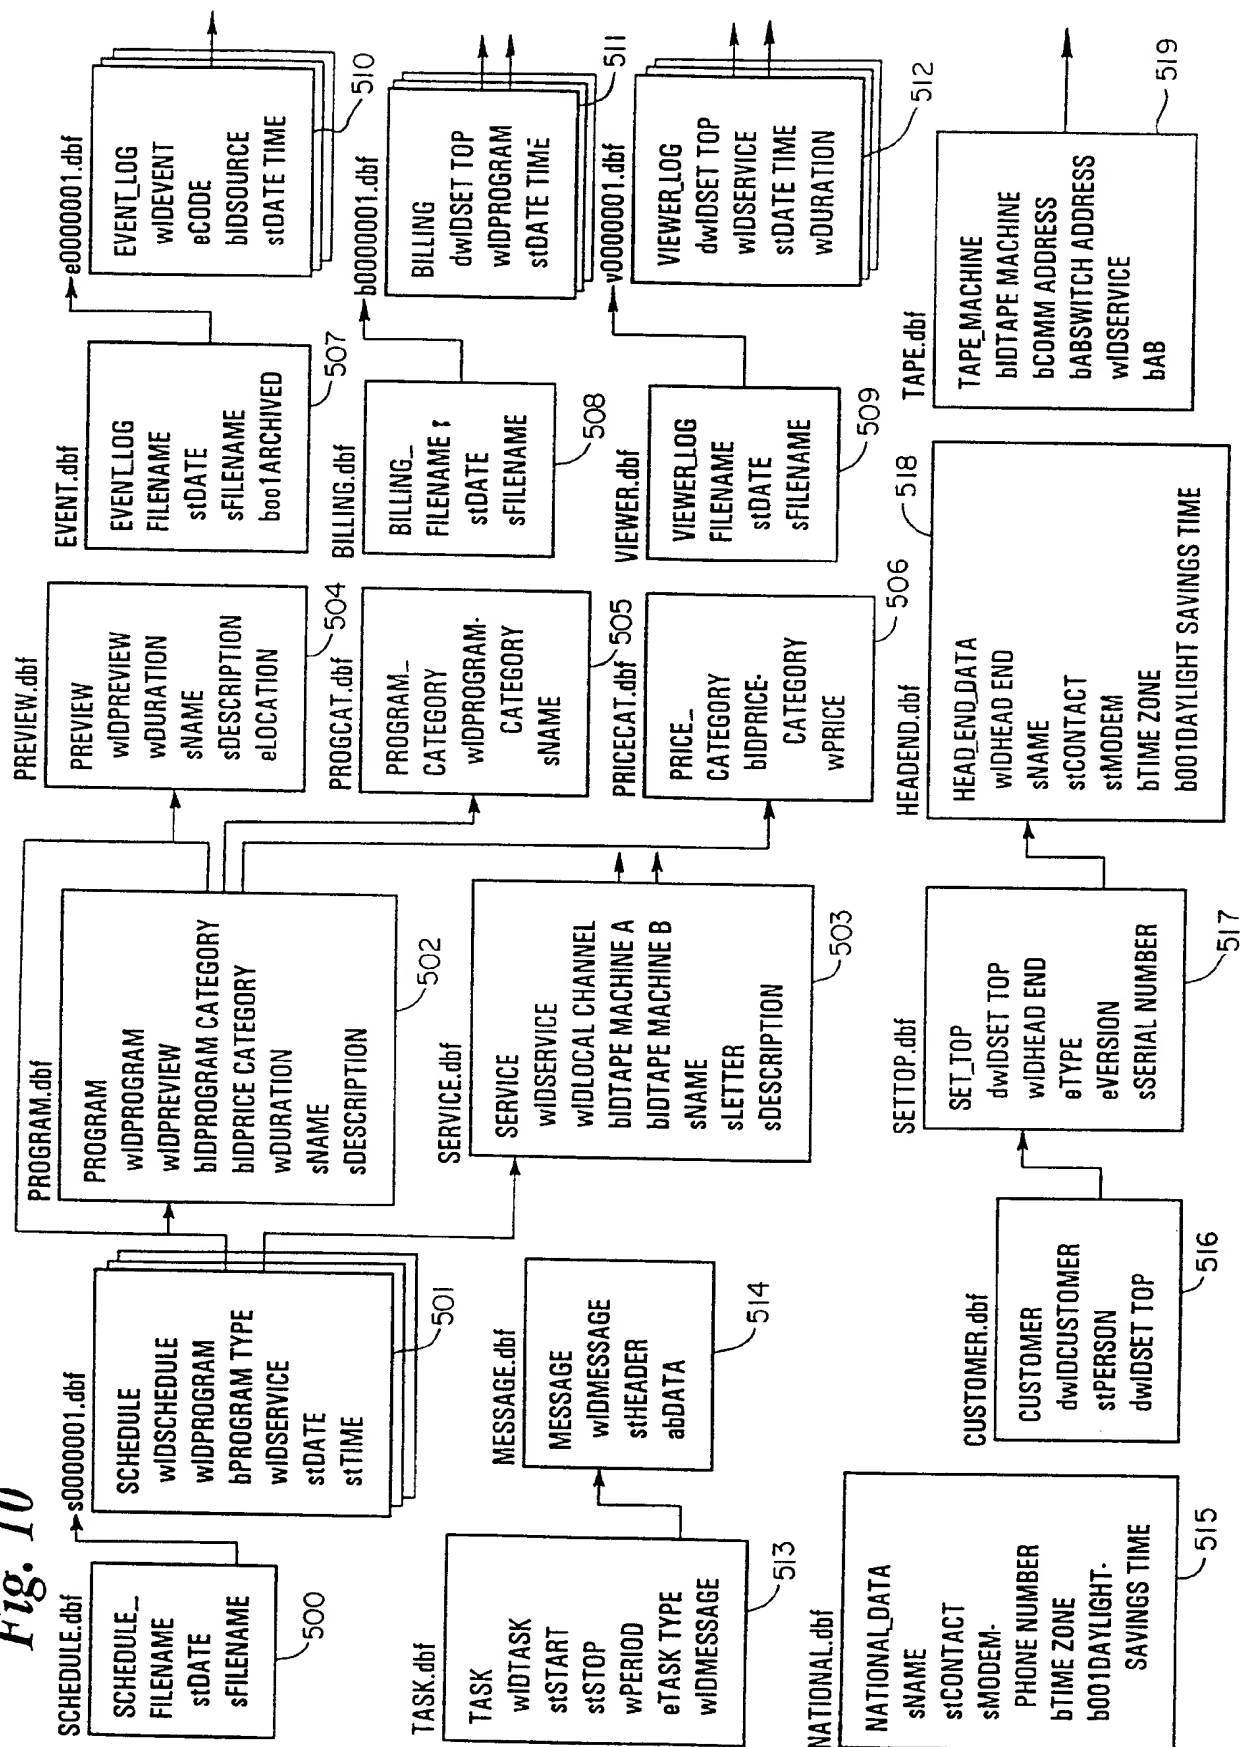 Fig. 10
SCHEDULE.dbf
SCHEDULE_
FILENAME
stDATE
sFILENAME
500
s0000001.dbf
SCHEDULE
wIDSCHEDULE
wIDPROGRAM
bPROGRAM TYPE
wIDSERVICE
stDATE
stTIME
501
PROGRAM.dbf
PROGRAM
wIDPROGRAM
wIDPREVIEW
bIDPROGRAM CATEGORY
bIDPRICE CATEGORY
wDURATION
sNAME
sDESCRIPTION
502
PREVIEW.dbf
PREVIEW
wIDPREVIEW
wDURATION
sNAME
sDESCRIPTION
eLOCATION
504
EVENT.dbf
EVENT_LOG
FILENAME
stDATE
sFILENAME
boo1ARCHIVED
507
e0000001.dbf
EVENT_LOG
wIDEVENT
eCODE
bIDSOURCE
stDATE TIME
510
PROGCAT.dbf
PROGRAM_
CATEGORY
wIDPROGRAM-
CATEGORY
sNAME
505
BILLING.dbf
BILLING_
FILENAME
stDATE
sFILENAME
508
b0000001.dbf
BILLING
dwIDSET TOP
wIDPROGRAM
stDATE TIME
511
TASK.dbf
TASK
wIDTASK
stSTART
stSTOP
wPERIOD
eTASK TYPE
wIDMESSAGE
513
MESSAGE.dbf
MESSAGE
wIDMESSAGE
stHEADER
abDATA
514
SERVICE.dbf
SERVICE
wIDSERVICE
wIDLOCAL CHANNEL
bIDTAPE MACHINE A
bIDTAPE MACHINE B
sNAME
sLETTER
sDESCRIPTION
503
PRICECAT.dbf
PRICE_
CATEGORY
bIDPRICE-
CATEGORY
wPRICE
506
VIEWER.dbf
VIEWER_LOG
FILENAME
stDATE
sFILENAME
509
v0000001.dbf
VIEWER_LOG
dwIDSET TOP
wIDSERVICE
stDATE TIME
wDURATION
512
NATIONAL.dbf
NATIONAL_DATA
sNAME
stCONTACT
sMODEM-
PHONE NUMBER
bTIME ZONE
b001DAYLIGHT-
SAVINGS TIME
515
CUSTOMER.dbf
CUSTOMER
dwIDCUSTOMER
stPERSON
dwIDSET TOP
516
SETTOP.dbf
SET_TOP
dwIDSET TOP
wIDHEAD END
eTYPE
eVERSION
sSERIAL NUMBER
517
HEADEND.dbf
HEAD_END_DATA
wIDHEAD END
sNAME
stCONTACT
stMODEM
bTIME ZONE
b001DAYLIGHT SAVINGS TIME
518
TAPE.dbf
TAPE_MACHINE
bIDTAPE MACHINE
bCOMM ADDRESS
bABSWITCH ADDRESS
wIDSERVICE
bAB
519